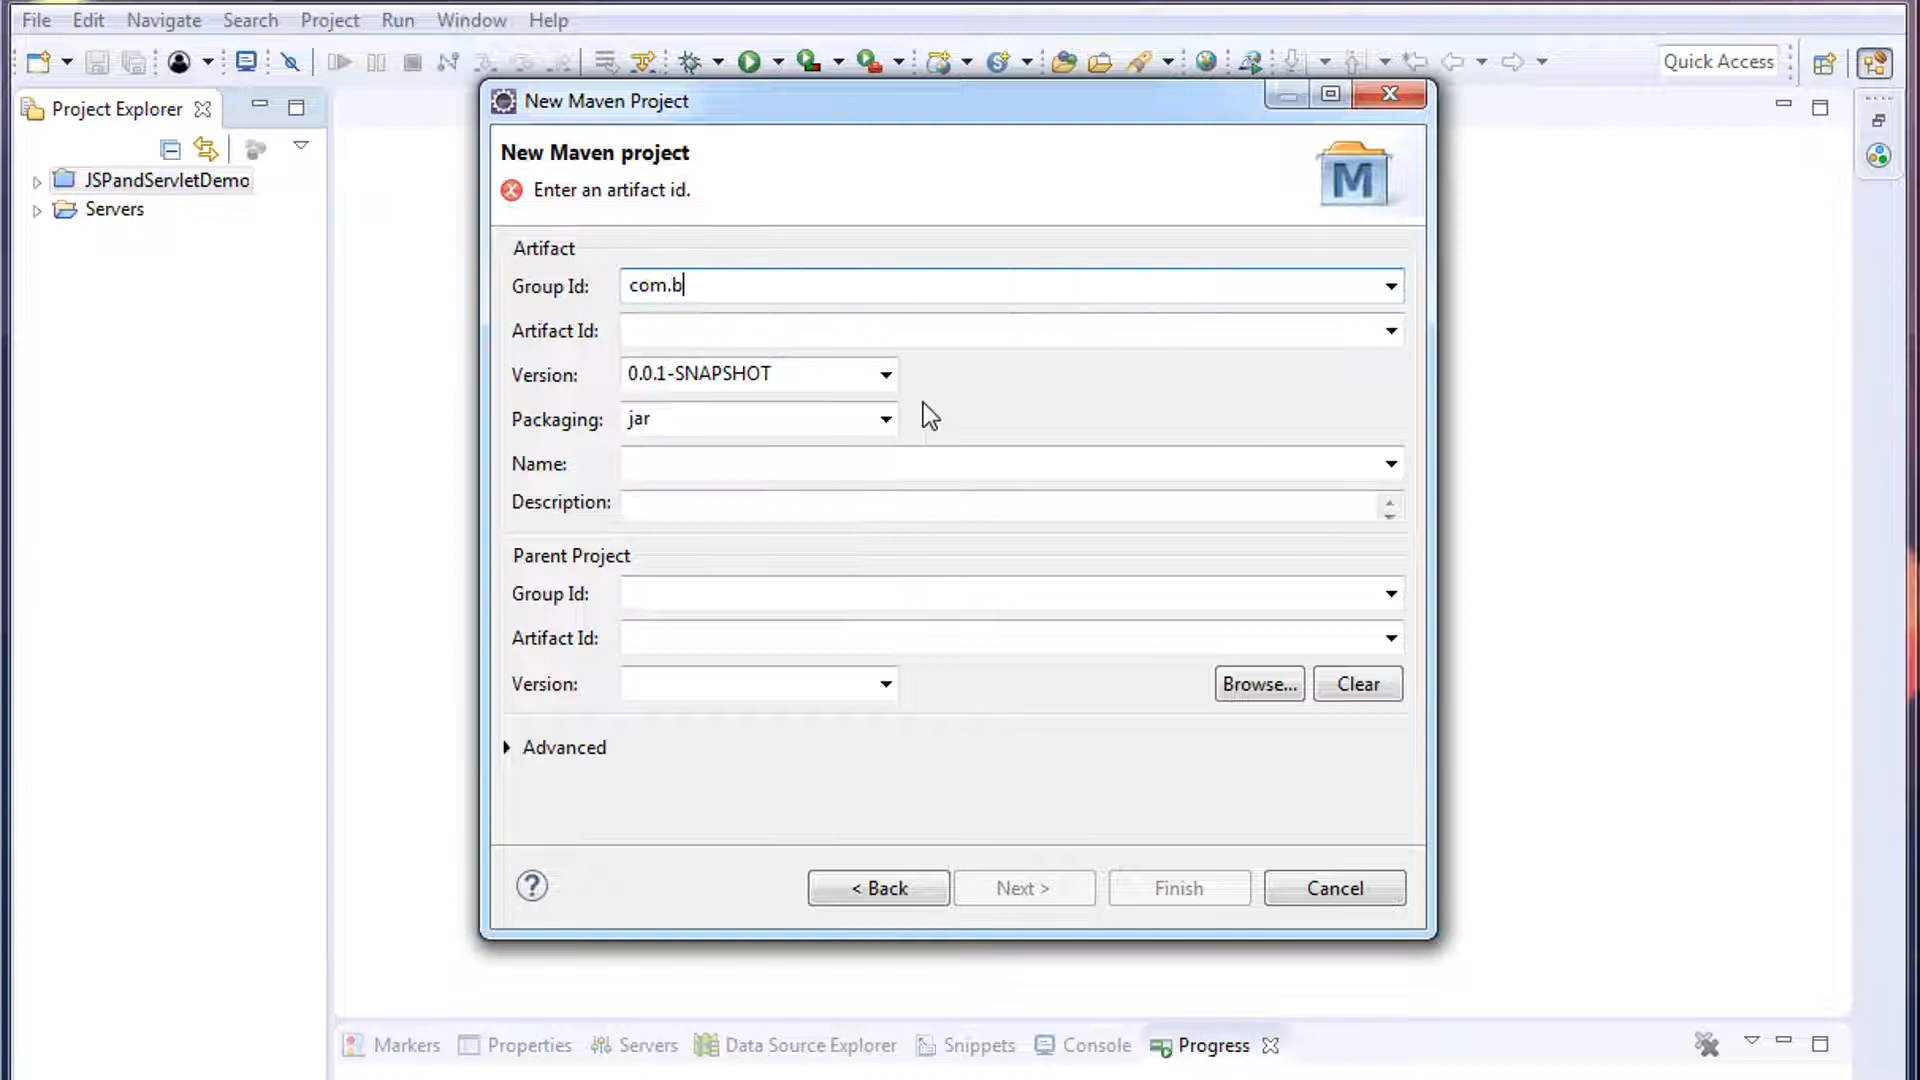 File Edit Navigate Search Project Run Window Help
Quick Access
Project Explorer
JSPandServletDemo
Servers
New Maven Project
New Maven project
Enter an artifact id.
M
Artifact
Group Id: com.b
Artifact Id:
Version: 0.0.1-SNAPSHOT
Packaging: jar
Name:
Description:
Parent Project
Group Id:
Artifact Id:
Version:
Browse... Clear
Advanced
? < Back Next > Finish Cancel
Markers Properties Servers Data Source Explorer Snippets Console Progress